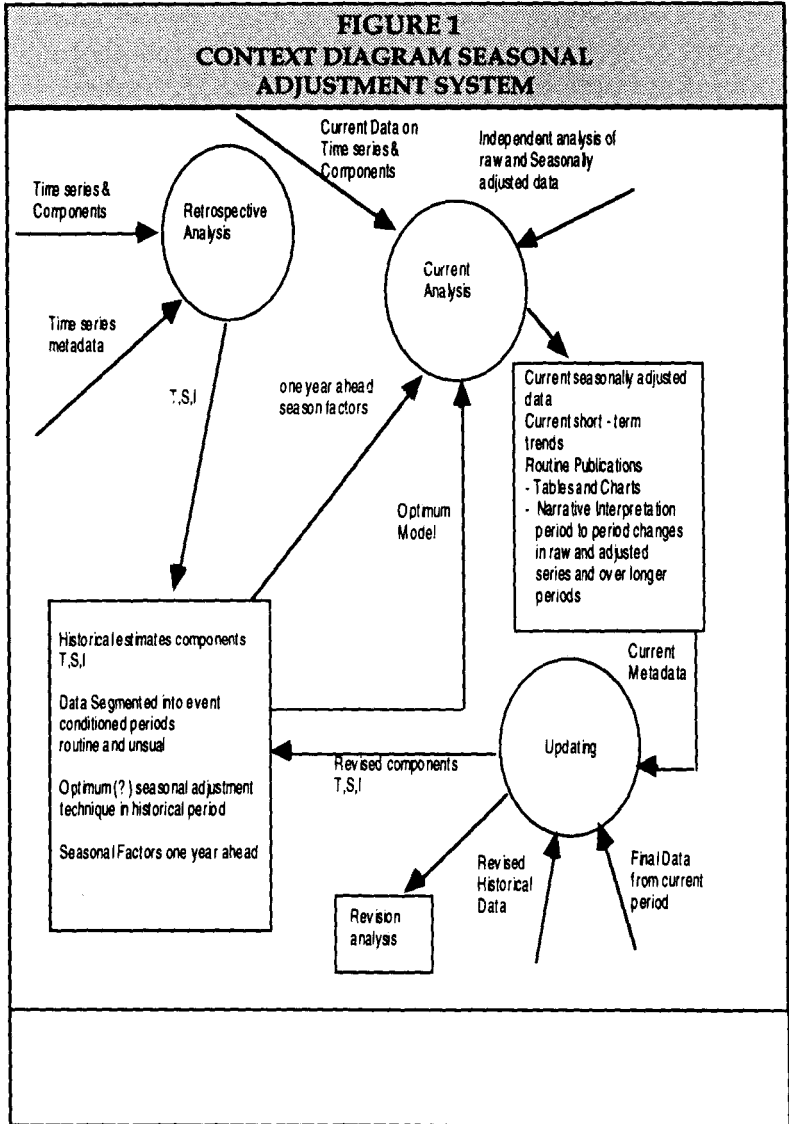 FIGURE 1
CONTEXT DIAGRAM SEASONAL
ADJUSTMENT SYSTEM
Current Data on
Time series &
Components
Independent analysis of
raw and Seasonally
adjusted data
Time series &
Components
Retrospective
Analysis
Current
Analysis
Time series
metadata
T,S,I
one year ahead
season factors
Optimum
Model
Current seasonally adjusted
data
Current short - term
trends
Routine Publications
- Tables and Charts
- Narrative Interpretation
period to period changes
in raw and adjusted
series and over longer
periods
Historical estimates components
T,S,I
Data Segmented into event
conditioned periods
routine and unusual
Optimum (?) seasonal adjustment
technique in historical period
Seasonal Factors one year ahead
Current
Metadata
Updating
Revised components
T,S,I
Revision
analysis
Revised
Historical
Data
Final Data
from current
period